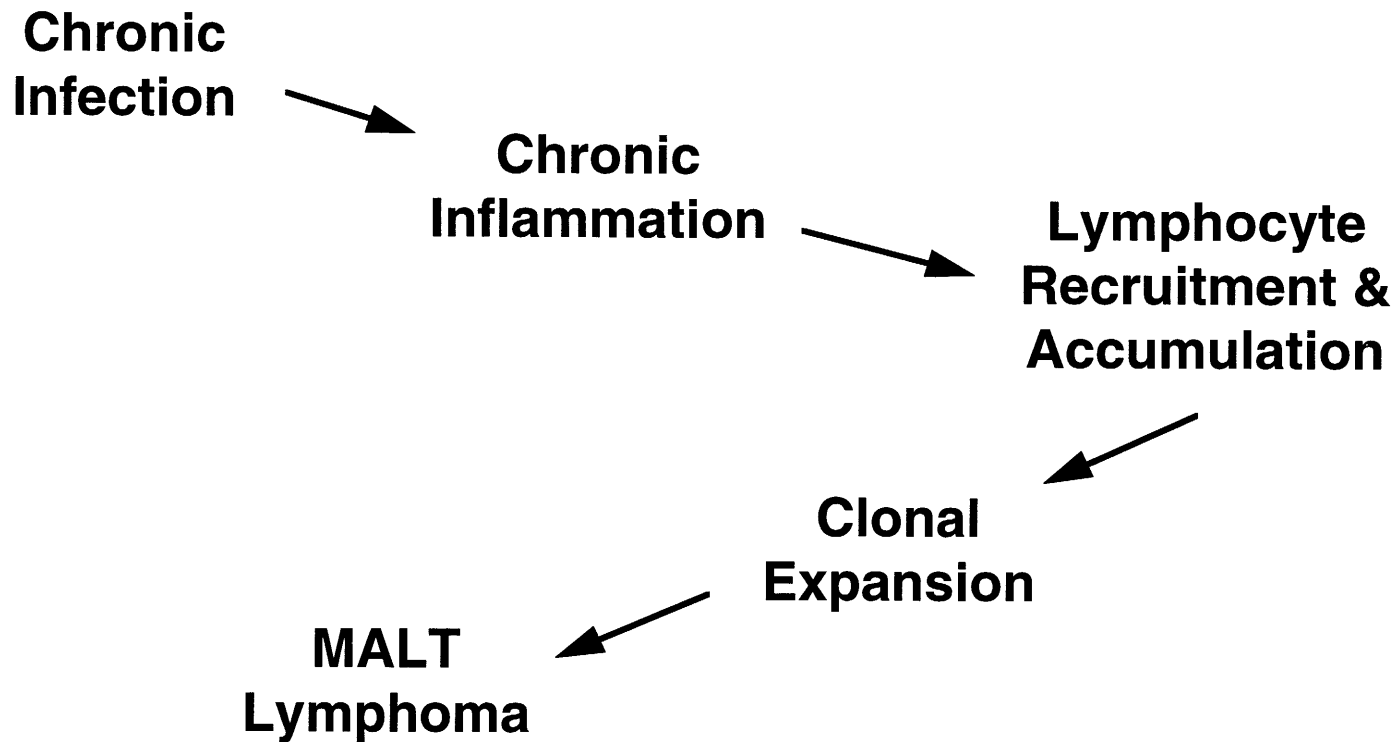 Chronic
Infection
Chronic
Inflammation
Lymphocyte
Recruitment &
Accumulation
Clonal
Expansion
MALT
Lymphoma